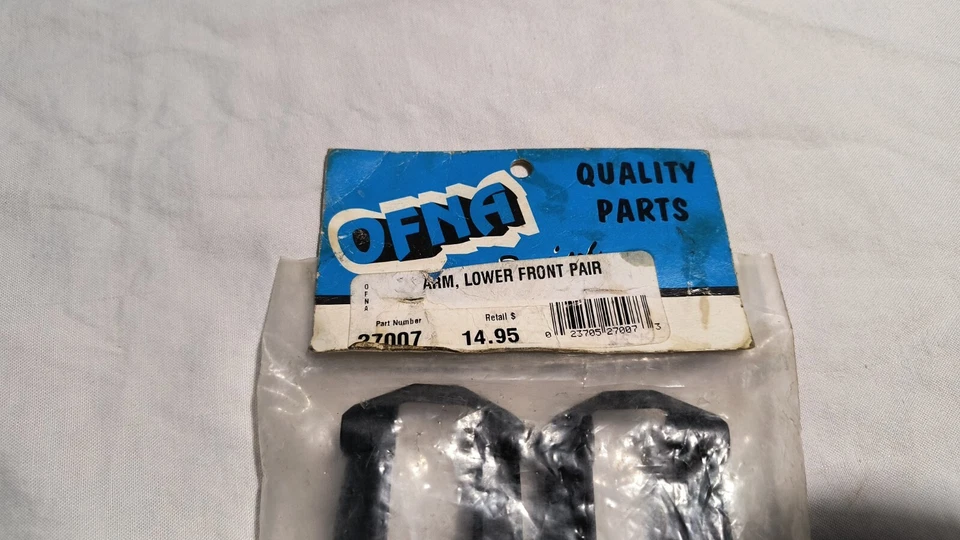 QUALITY
PARTS
OFNA
ARM, LOWER FRONT PAIR
OFNA
Part Number
Retail $
27007
14.95
0 23705 27007 3